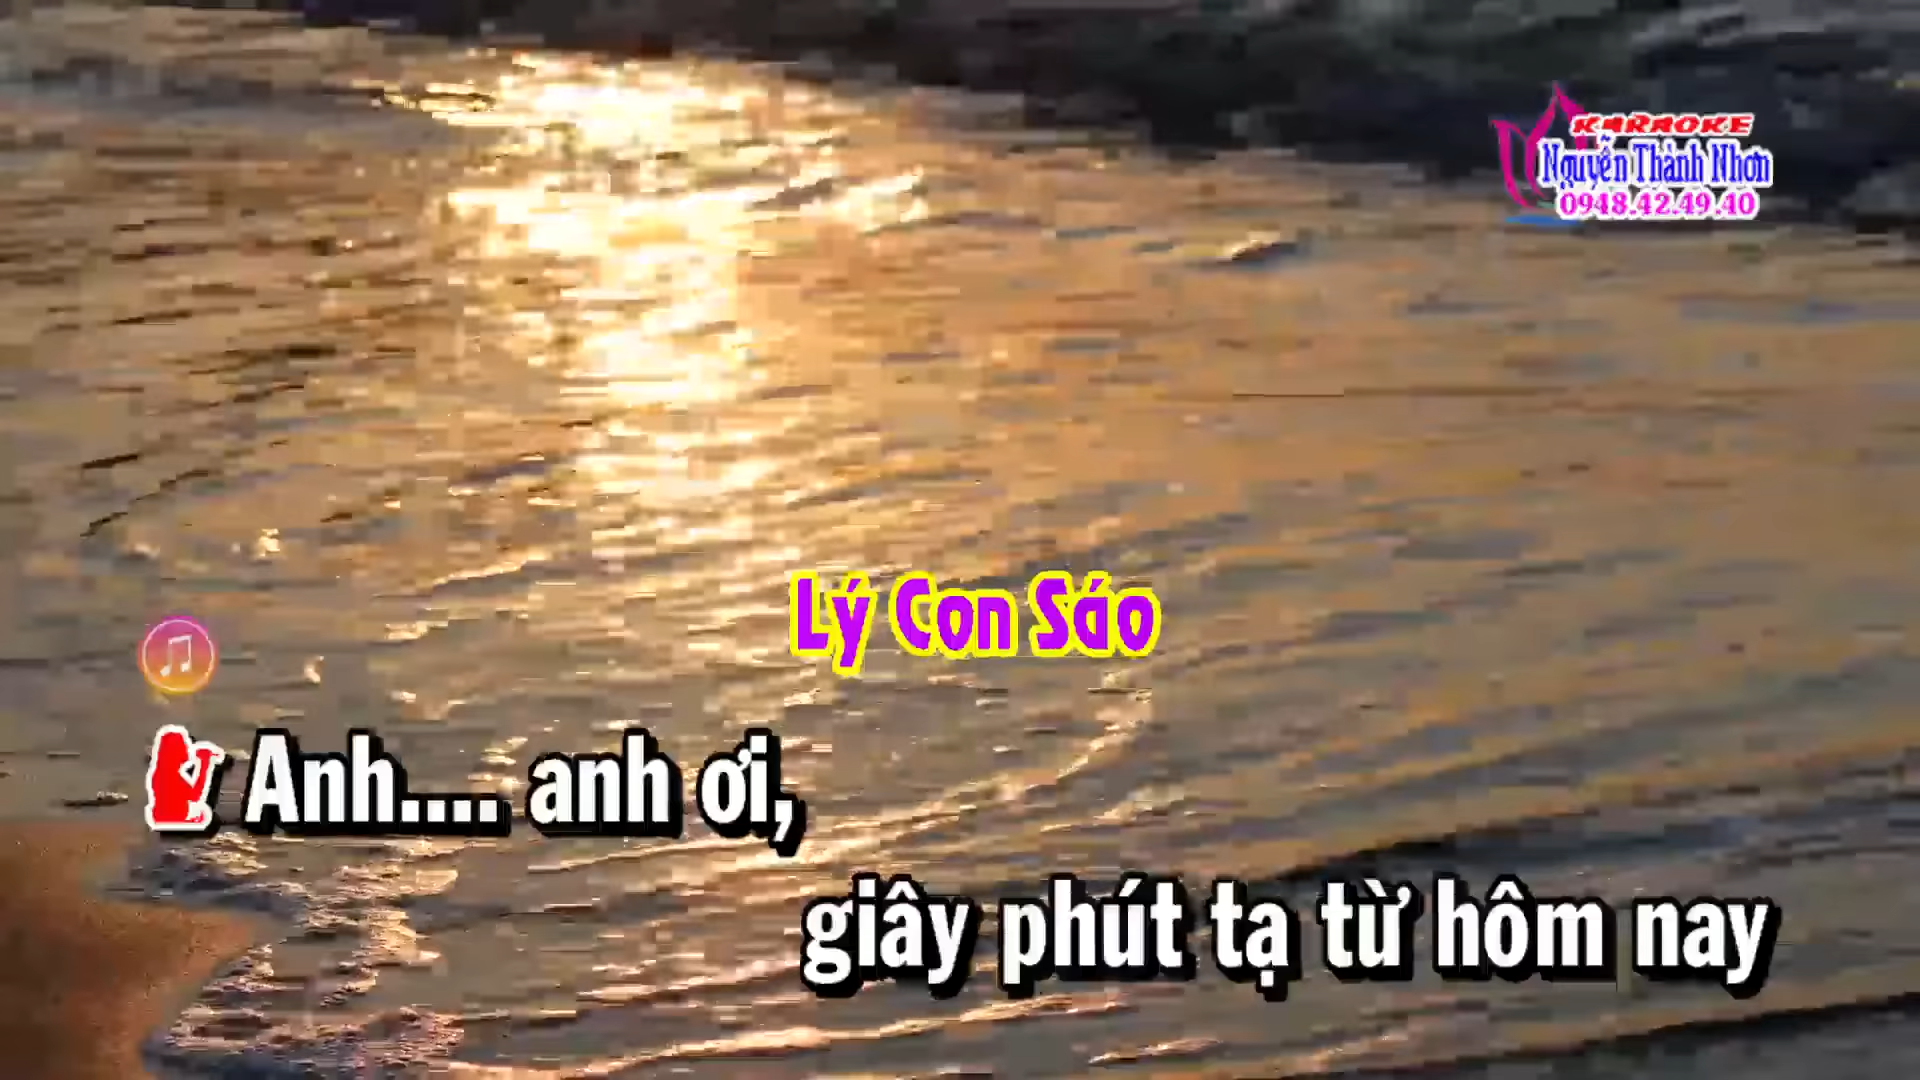 KARAOKE
Nguyễn Thành Nhơn
0948.42.49.40
Lý Con Sáo
Anh.... anh ơi,
giây phút tạ từ hôm nay